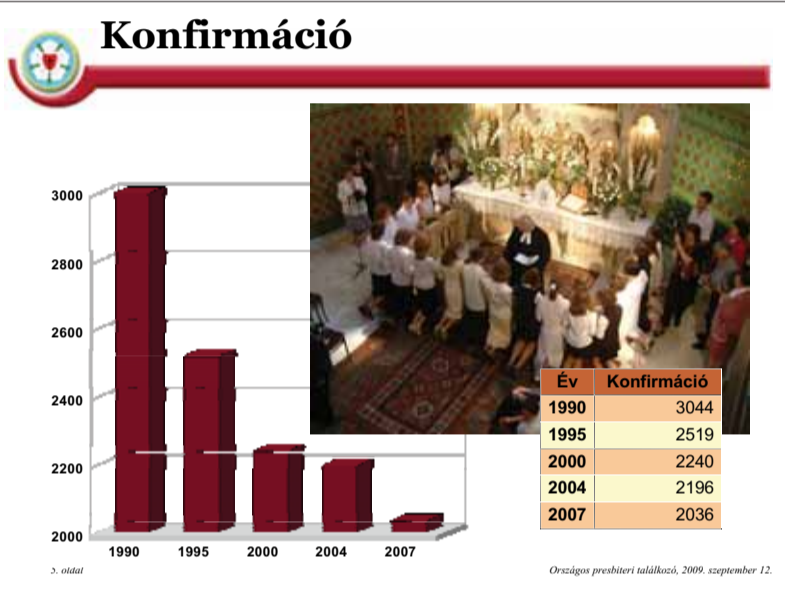 Konfirmáció
3000
2800
2600
2400
2200
2000
1990 1995 2000 2004 2007
Év Konfirmáció
1990 3044
1995 2519
2000 2240
2004 2196
2007 2036
5. oldal
Országos presbiteri találkozó, 2009. szeptember 12.